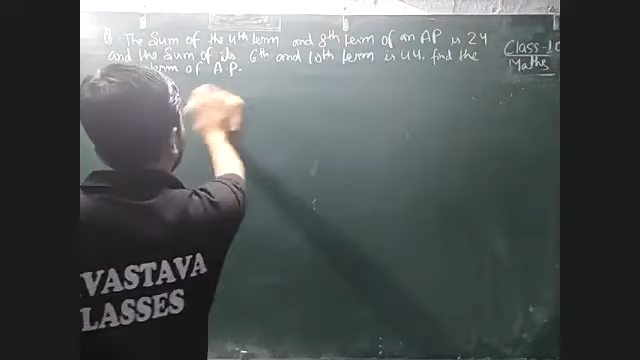 Q. The Sum of the 4th term and 8th term of an AP is 24
and the Sum of its 6th and 10th term is 44, find the
term of A.P.
Class-10
Maths
VASTAVA
LASSES